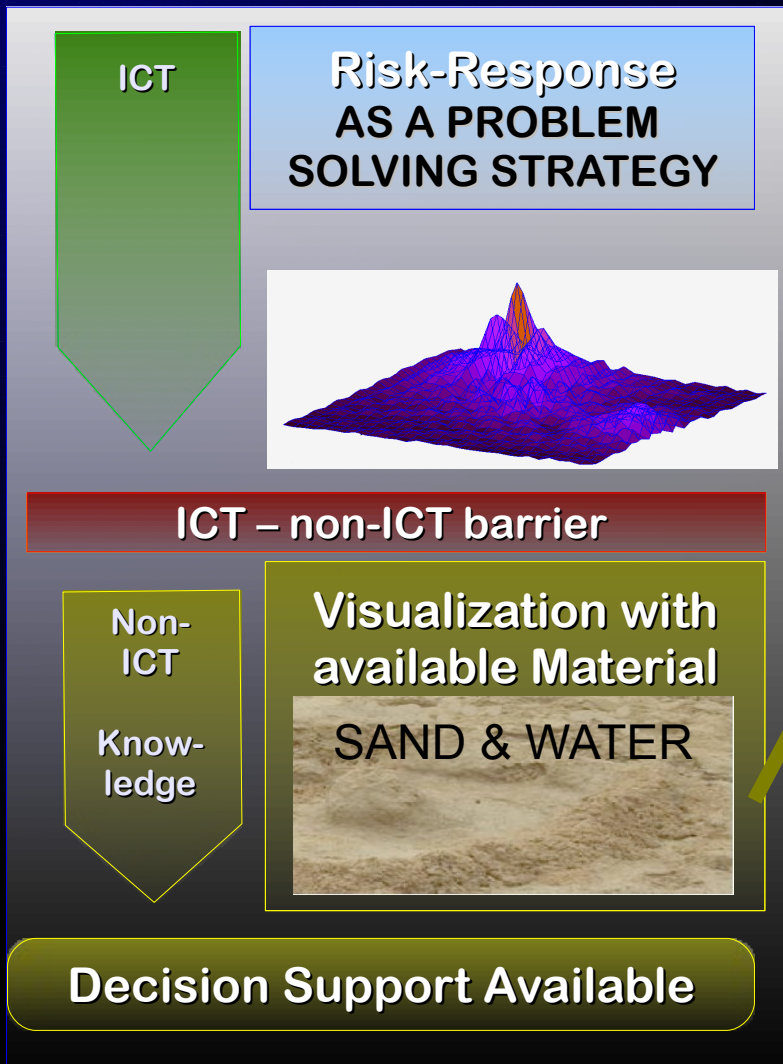 ICT
Risk-Response
AS A PROBLEM
SOLVING STRATEGY
ICT – non-ICT barrier
Non-
ICT
Know-
ledge
Visualization with
available Material
SAND & WATER
Decision Support Available